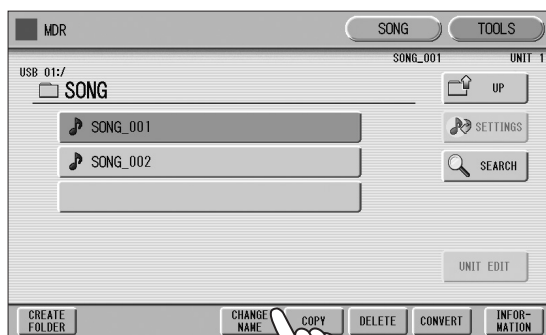 MDR
SONG
TOOLS
SONG_001
UNIT 1
USB 01:/
SONG
UP
SONG_001
SETTINGS
SONG_002
SEARCH
UNIT EDIT
CREATE
FOLDER
CHANGE
NAME
COPY
DELETE
CONVERT
INFOR-
MATION